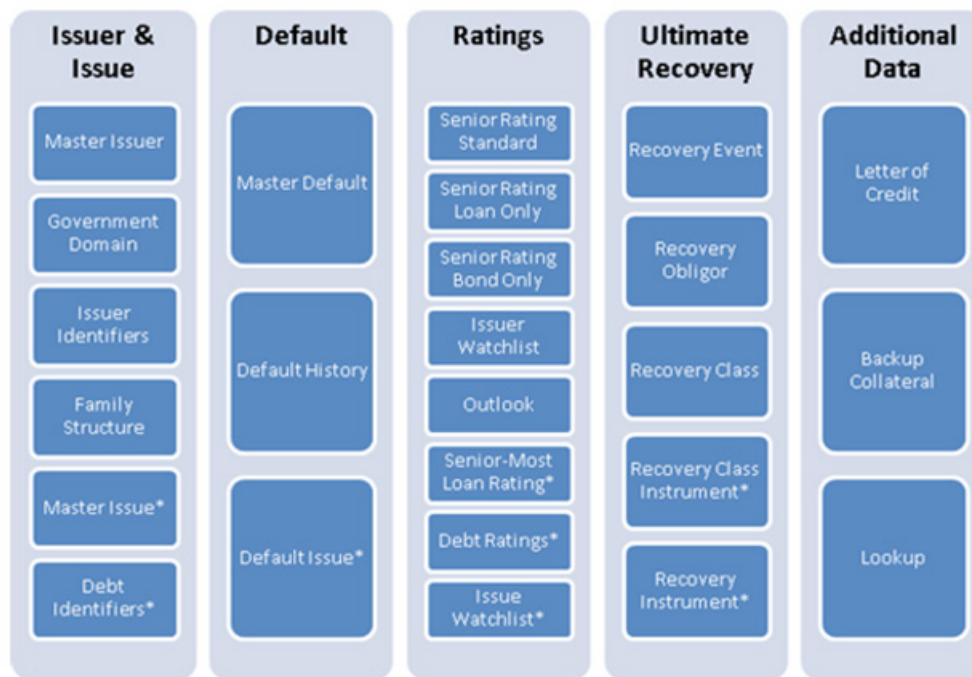 Issuer &
Issue
Master Issuer
Government
Domain
Issuer
Identifiers
Family
Structure
Master Issue*
Debt
Identifiers*
Default
Master Default
Default History
Default Issue*
Ratings
Senior Rating
Standard
Senior Rating
Loan Only
Senior Rating
Bond Only
Issuer
Watchlist
Outlook
Senior-Most
Loan Rating*
Debt Ratings*
Issue
Watchlist*
Ultimate
Recovery
Recovery Event
Recovery
Obligor
Recovery Class
Recovery Class
Instrument*
Recovery
Instrument*
Additional
Data
Letter of
Credit
Backup
Collateral
Lookup